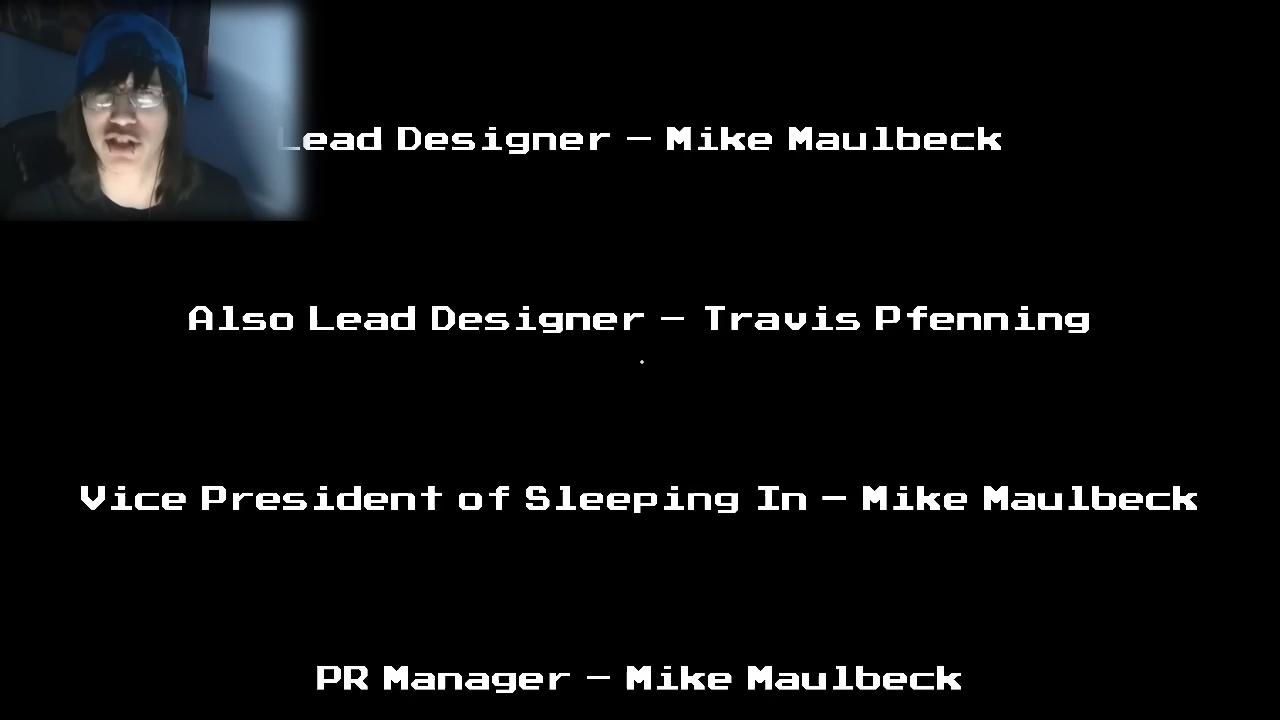 Lead Designer - Mike Maulbeck
Also Lead Designer - Travis Pfenning
Vice President of Sleeping In - Mike Maulbeck
PR Manager - Mike Maulbeck